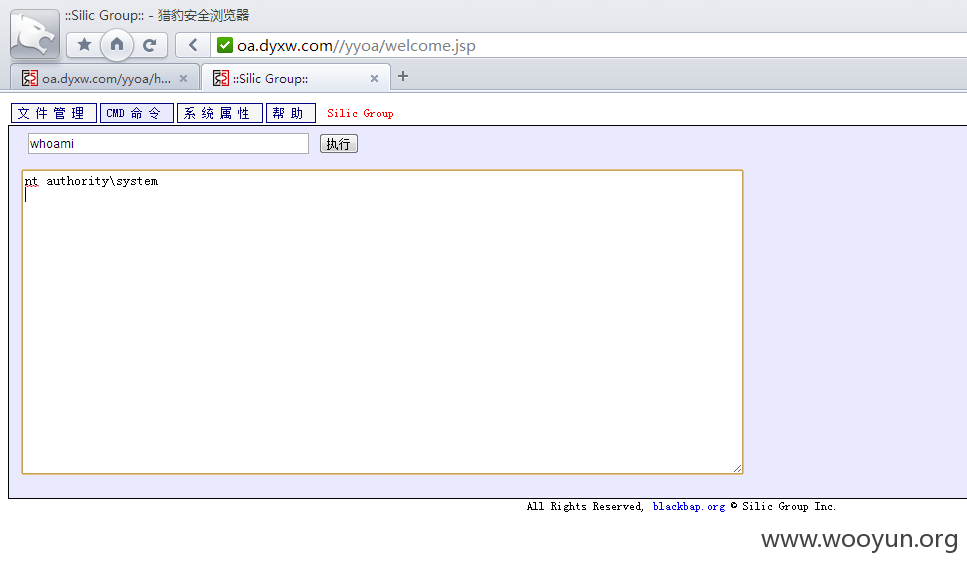 ::Silic Group:: - 猎豹安全浏览器
oa.dyxw.com//yyoa/welcome.jsp
oa.dyxw.com/yyoa/h... ::Silic Group::
文件管理 CMD命令 系统属性 帮助 Silic Group
whoami 执行
nt authority\system
All Rights Reserved, blackbap.org © Silic Group Inc.
www.wooyun.org